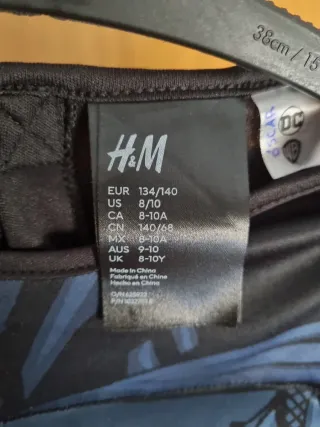 38cm / 15
DC
OSCAR
H&M
EUR 134/140
US 8/10
CA 8-10A
CN 140/68
MX 8-10A
AUS 9-10
UK 8-10Y
Made in China
Fabriqué en Chine
Hecho en China